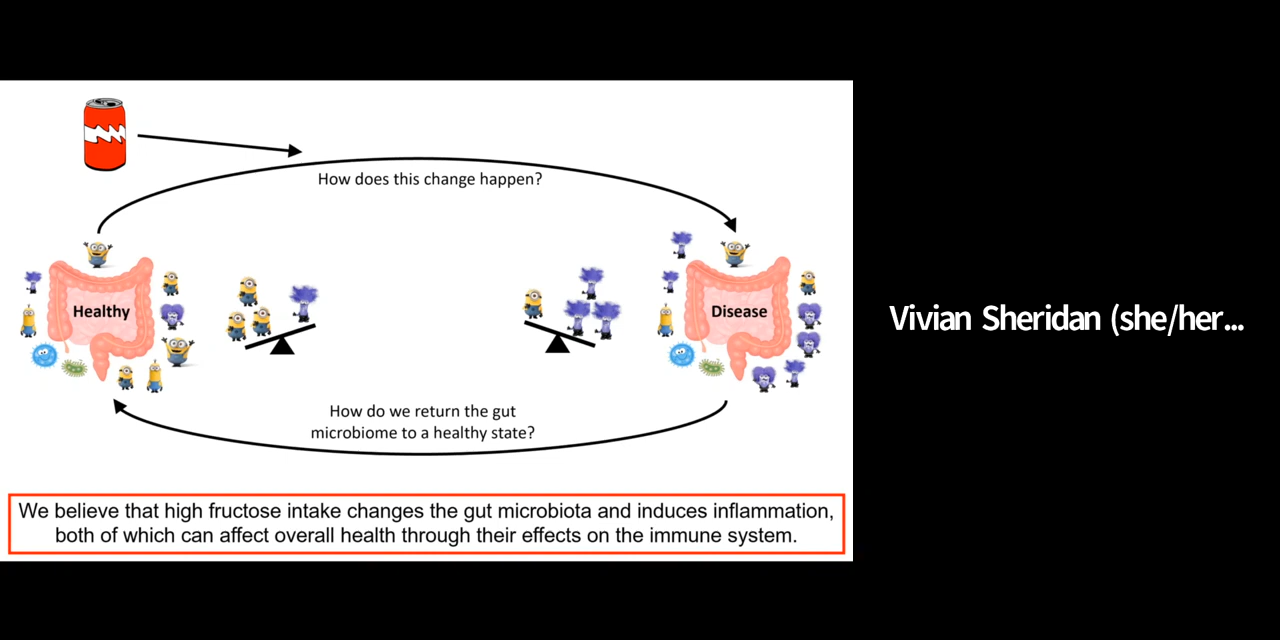 How does this change happen?
Healthy
Disease
Vivian Sheridan (she/her...
How do we return the gut
microbiome to a healthy state?
We believe that high fructose intake changes the gut microbiota and induces inflammation,
both of which can affect overall health through their effects on the immune system.